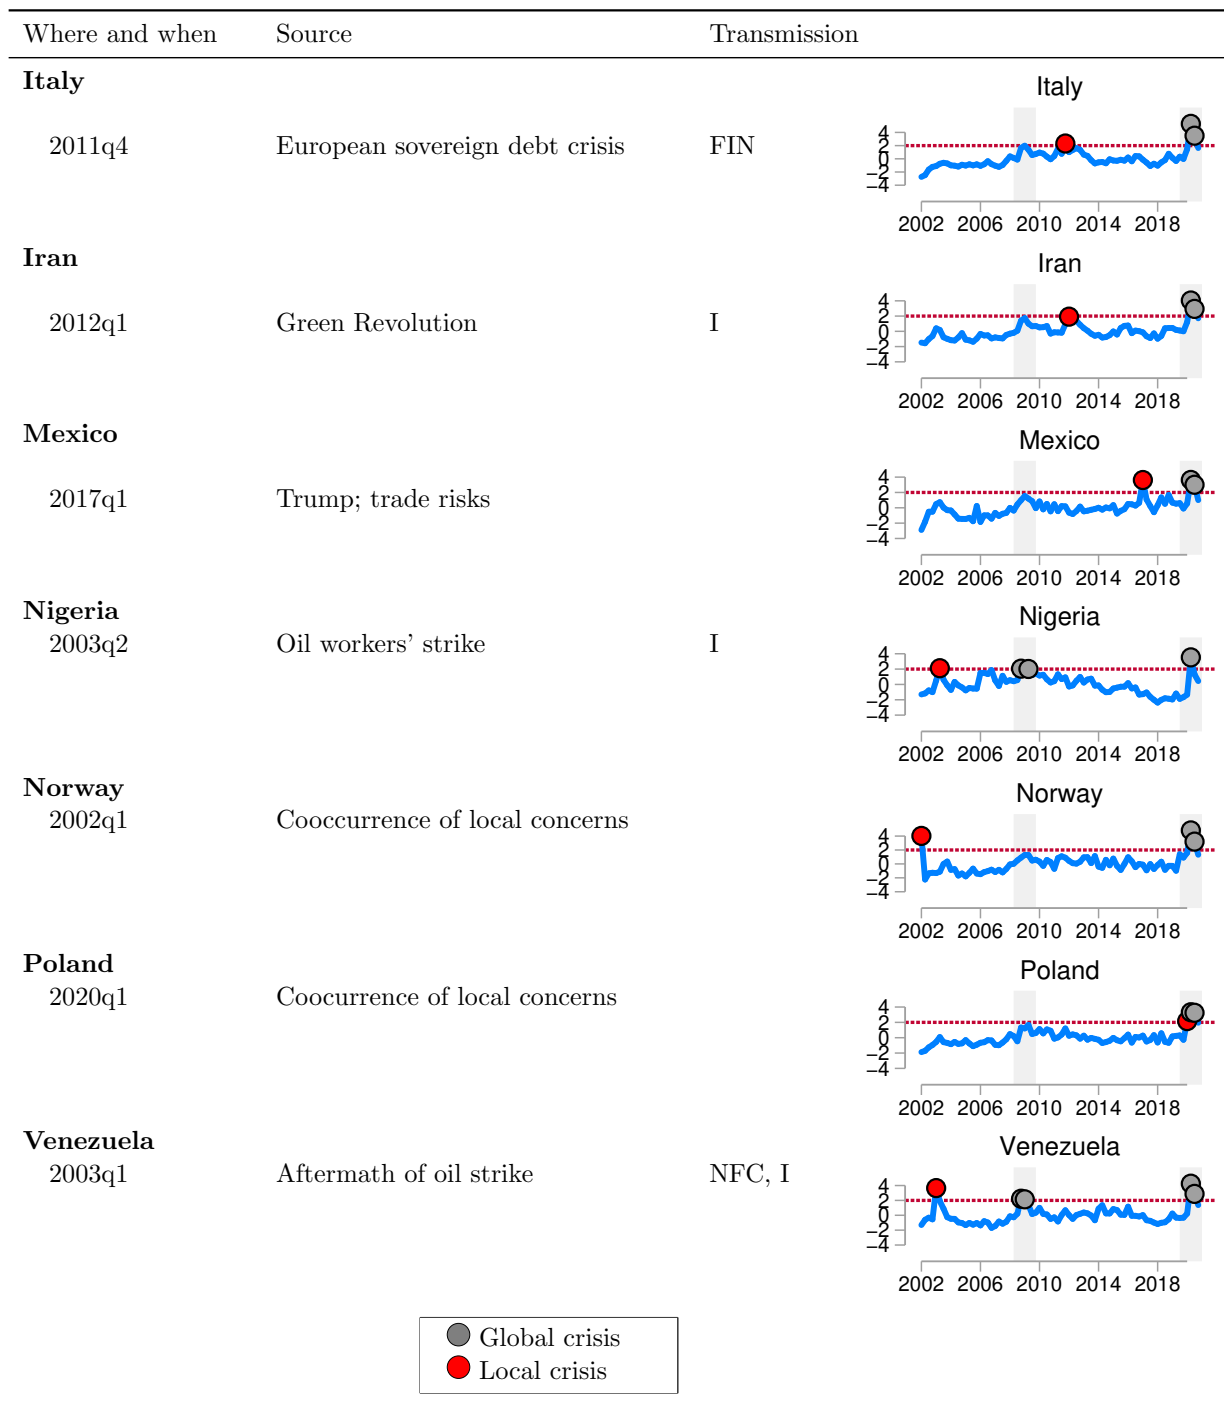 Where and when Source Transmission
Italy
Italy
2011q4 European sovereign debt crisis FIN
4
2
0
−2
−4
2002 2006 2010 2014 2018
Iran
Iran
2012q1 Green Revolution I
4
2
0
−2
−4
2002 2006 2010 2014 2018
Mexico
Mexico
2017q1 Trump; trade risks
4
2
0
−2
−4
2002 2006 2010 2014 2018
Nigeria
Nigeria
2003q2 Oil workers' strike I
4
2
0
−2
−4
2002 2006 2010 2014 2018
Norway
Norway
2002q1 Cooccurrence of local concerns
4
2
0
−2
−4
2002 2006 2010 2014 2018
Poland
Poland
2020q1 Coocurrence of local concerns
4
2
0
−2
−4
2002 2006 2010 2014 2018
Venezuela
Venezuela
2003q1 Aftermath of oil strike NFC, I
4
2
0
−2
−4
2002 2006 2010 2014 2018
Global crisis
Local crisis